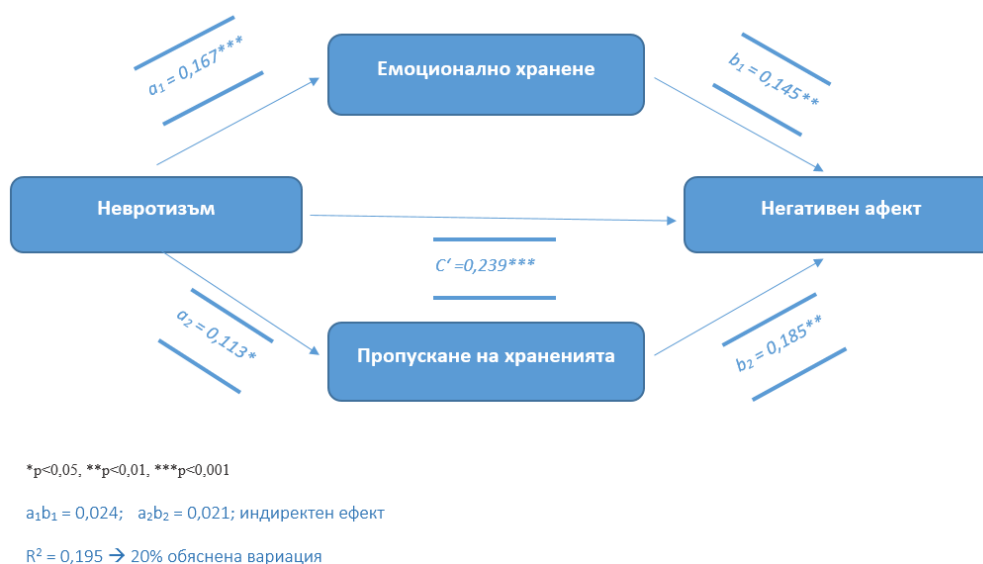 a₁ = 0,167***
Емоционално хранене
b₁ = 0,145**
Невротизъм
Негативен афект
C’ =0,239***
a₂ = 0,113*
Пропускане на храненията
b₂ = 0,185**
*p<0,05, **p<0,01, ***p<0,001
a₁b₁ = 0,024; a₂b₂ = 0,021; индиректен ефект
R² = 0,195 → 20% обяснена вариация